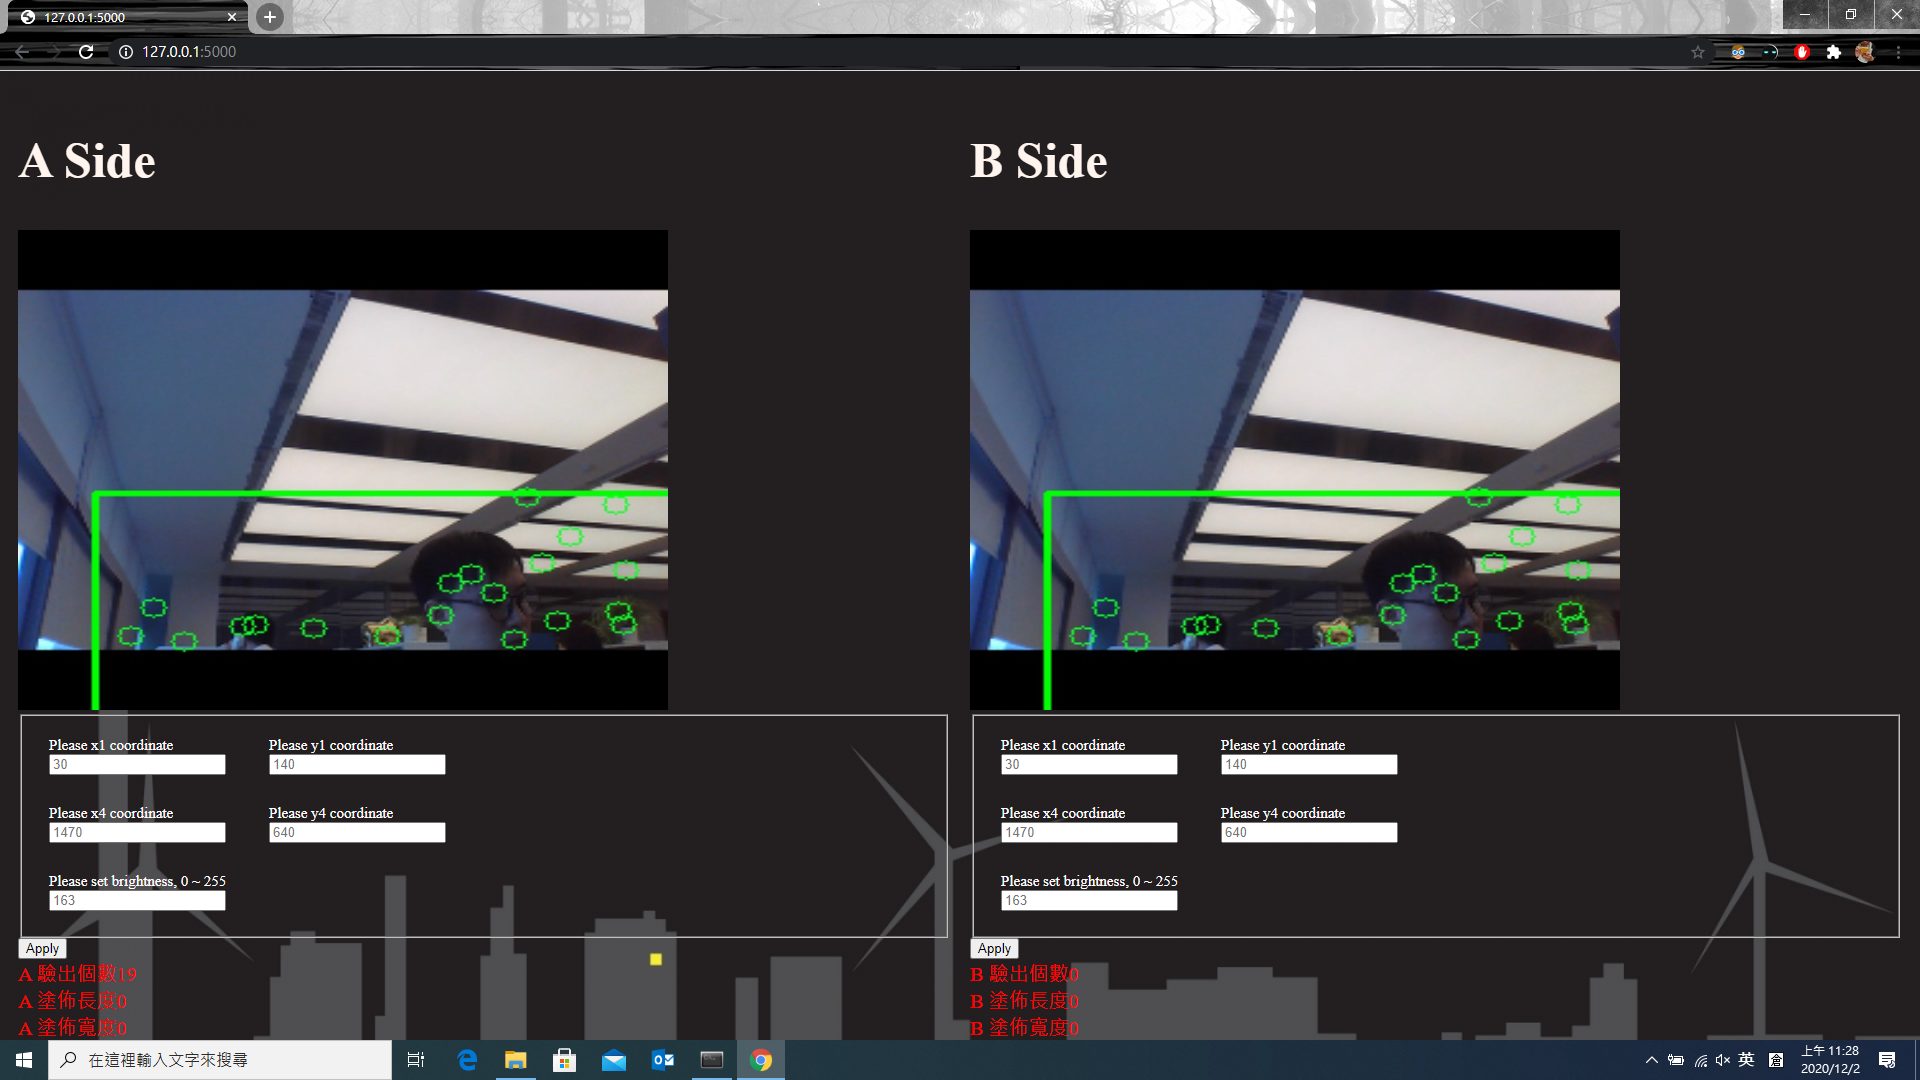 127.0.0.1:5000
127.0.0.1:5000
A Side
B Side
Please x1 coordinate
Please y1 coordinate
30
140
Please x4 coordinate
Please y4 coordinate
1470
640
Please set brightness, 0 ~ 255
163
Apply
A 驗出個數19
A 塗佈長度0
A 塗佈寬度0
Please x1 coordinate
Please y1 coordinate
30
140
Please x4 coordinate
Please y4 coordinate
1470
640
Please set brightness, 0 ~ 255
163
Apply
B 驗出個數0
B 塗佈長度0
B 塗佈寬度0
在這裡輸入文字來搜尋
英
上午 11:28
2020/12/2